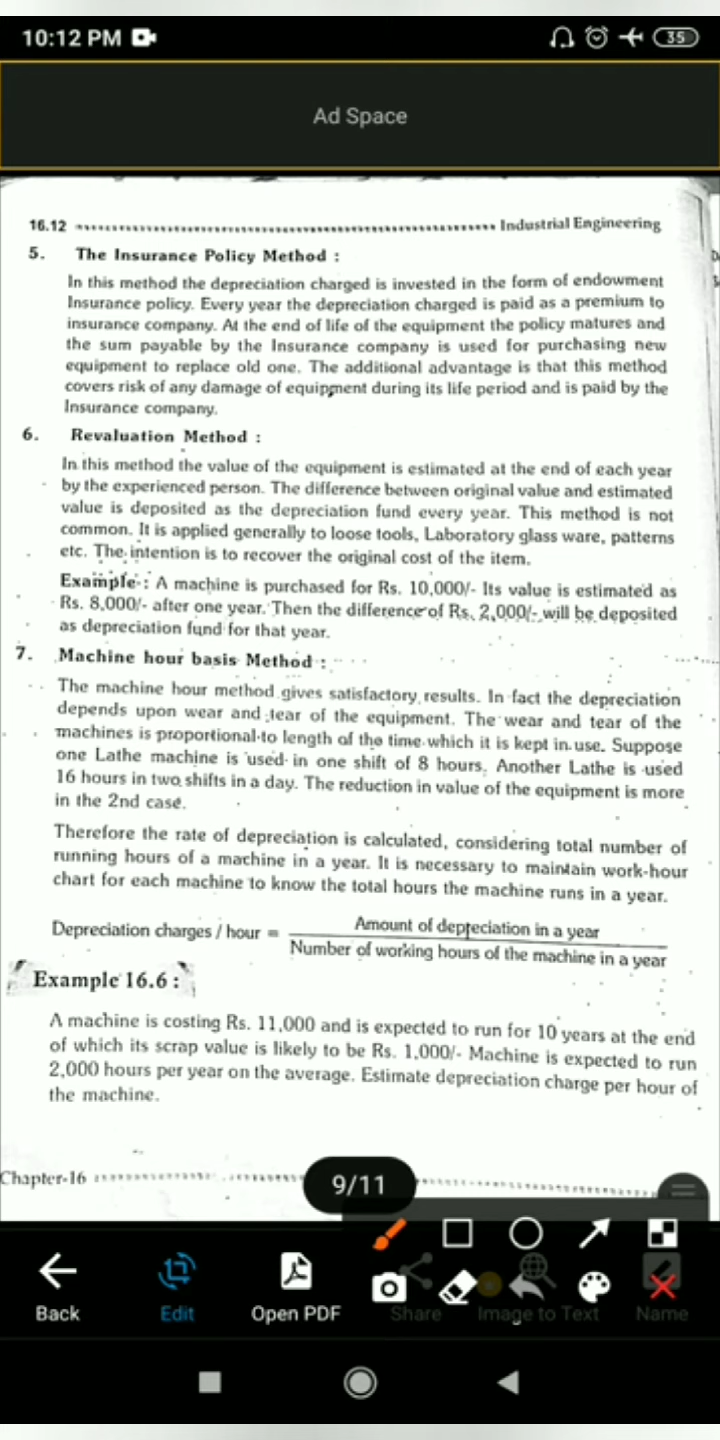 10:12 PM
35
Ad Space
16.12 Industrial Engineering
5. The Insurance Policy Method :
In this method the depreciation charged is invested in the form of endowment
Insurance policy. Every year the depreciation charged is paid as a premium to
insurance company. At the end of life of the equipment the policy matures and
the sum payable by the Insurance company is used for purchasing new
equipment to replace old one. The additional advantage is that this method
covers risk of any damage of equipment during its life period and is paid by the
Insurance company.
6. Revaluation Method :
In this method the value of the equipment is estimated at the end of each year
by the experienced person. The difference between original value and estimated
value is deposited as the depreciation fund every year. This method is not
common. It is applied generally to loose tools, Laboratory glass ware, patterns
etc. The intention is to recover the original cost of the item.
Example : A machine is purchased for Rs. 10,000/- Its value is estimated as
Rs. 8,000/- after one year. Then the difference of Rs. 2,000/- will be deposited
as depreciation fund for that year.
7. Machine hour basis Method :
The machine hour method gives satisfactory results. In fact the depreciation
depends upon wear and tear of the equipment. The wear and tear of the
machines is proportional to length of the time which it is kept in use. Suppose
one Lathe machine is used in one shift of 8 hours. Another Lathe is used
16 hours in two shifts in a day. The reduction in value of the equipment is more
in the 2nd case.
Therefore the rate of depreciation is calculated, considering total number of
running hours of a machine in a year. It is necessary to maintain work-hour
chart for each machine to know the total hours the machine runs in a year.
Depreciation charges / hour = Amount of depreciation in a year
Number of working hours of the machine in a year
Example 16.6 :
A machine is costing Rs. 11,000 and is expected to run for 10 years at the end
of which its scrap value is likely to be Rs. 1,000/- Machine is expected to run
2,000 hours per year on the average. Estimate depreciation charge per hour of
the machine.
Chapter-16
9/11
Back Edit Open PDF Share Image to Text Name